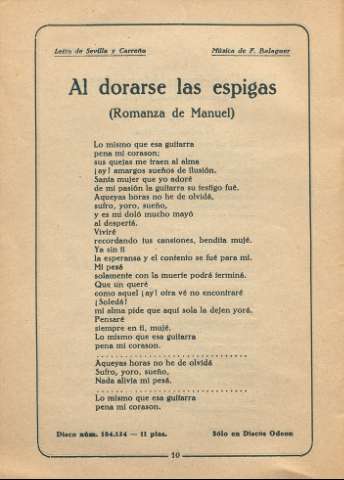 Letra de Sevilla y Carreño
Música de F. Balaguer
Al dorarse las espigas
(Romanza de Manuel)
Lo mismo que esa guitarra
pena mi corason;
sus quejas me traen al alma
¡ay! amargos sueños de ilusión.
Santa mujer que yo adoré
de mi pasión la guitarra su testigo fué.
Aqueyas horas no he de olvidá,
sufro, yoro, sueño,
y es mi doló mucho mayó
al despertá.
Viviré
recordando tus cansiones, bendita mujé.
Ya sin ti
la esperansa y el contento se fué para mí.
Mi pesá
solamente con la muerte podrá terminá.
Que un queré
como aquel ¡ay! otra vé no encontraré
¡Soledá!
mi alma pide que aquí sola la dejen yorá.
Pensaré
siempre en ti, mujé.
Lo mismo que esa guitarra
pena mi corason.
Aqueyas horas no he de olvidá
Sufro, yoro, sueño,
Nada alivia mi pesá.
Lo mismo que esa guitarra
pena mi corason.
Disco núm. 184.114 — 11 ptas.
Sólo en Discos Odeon
10